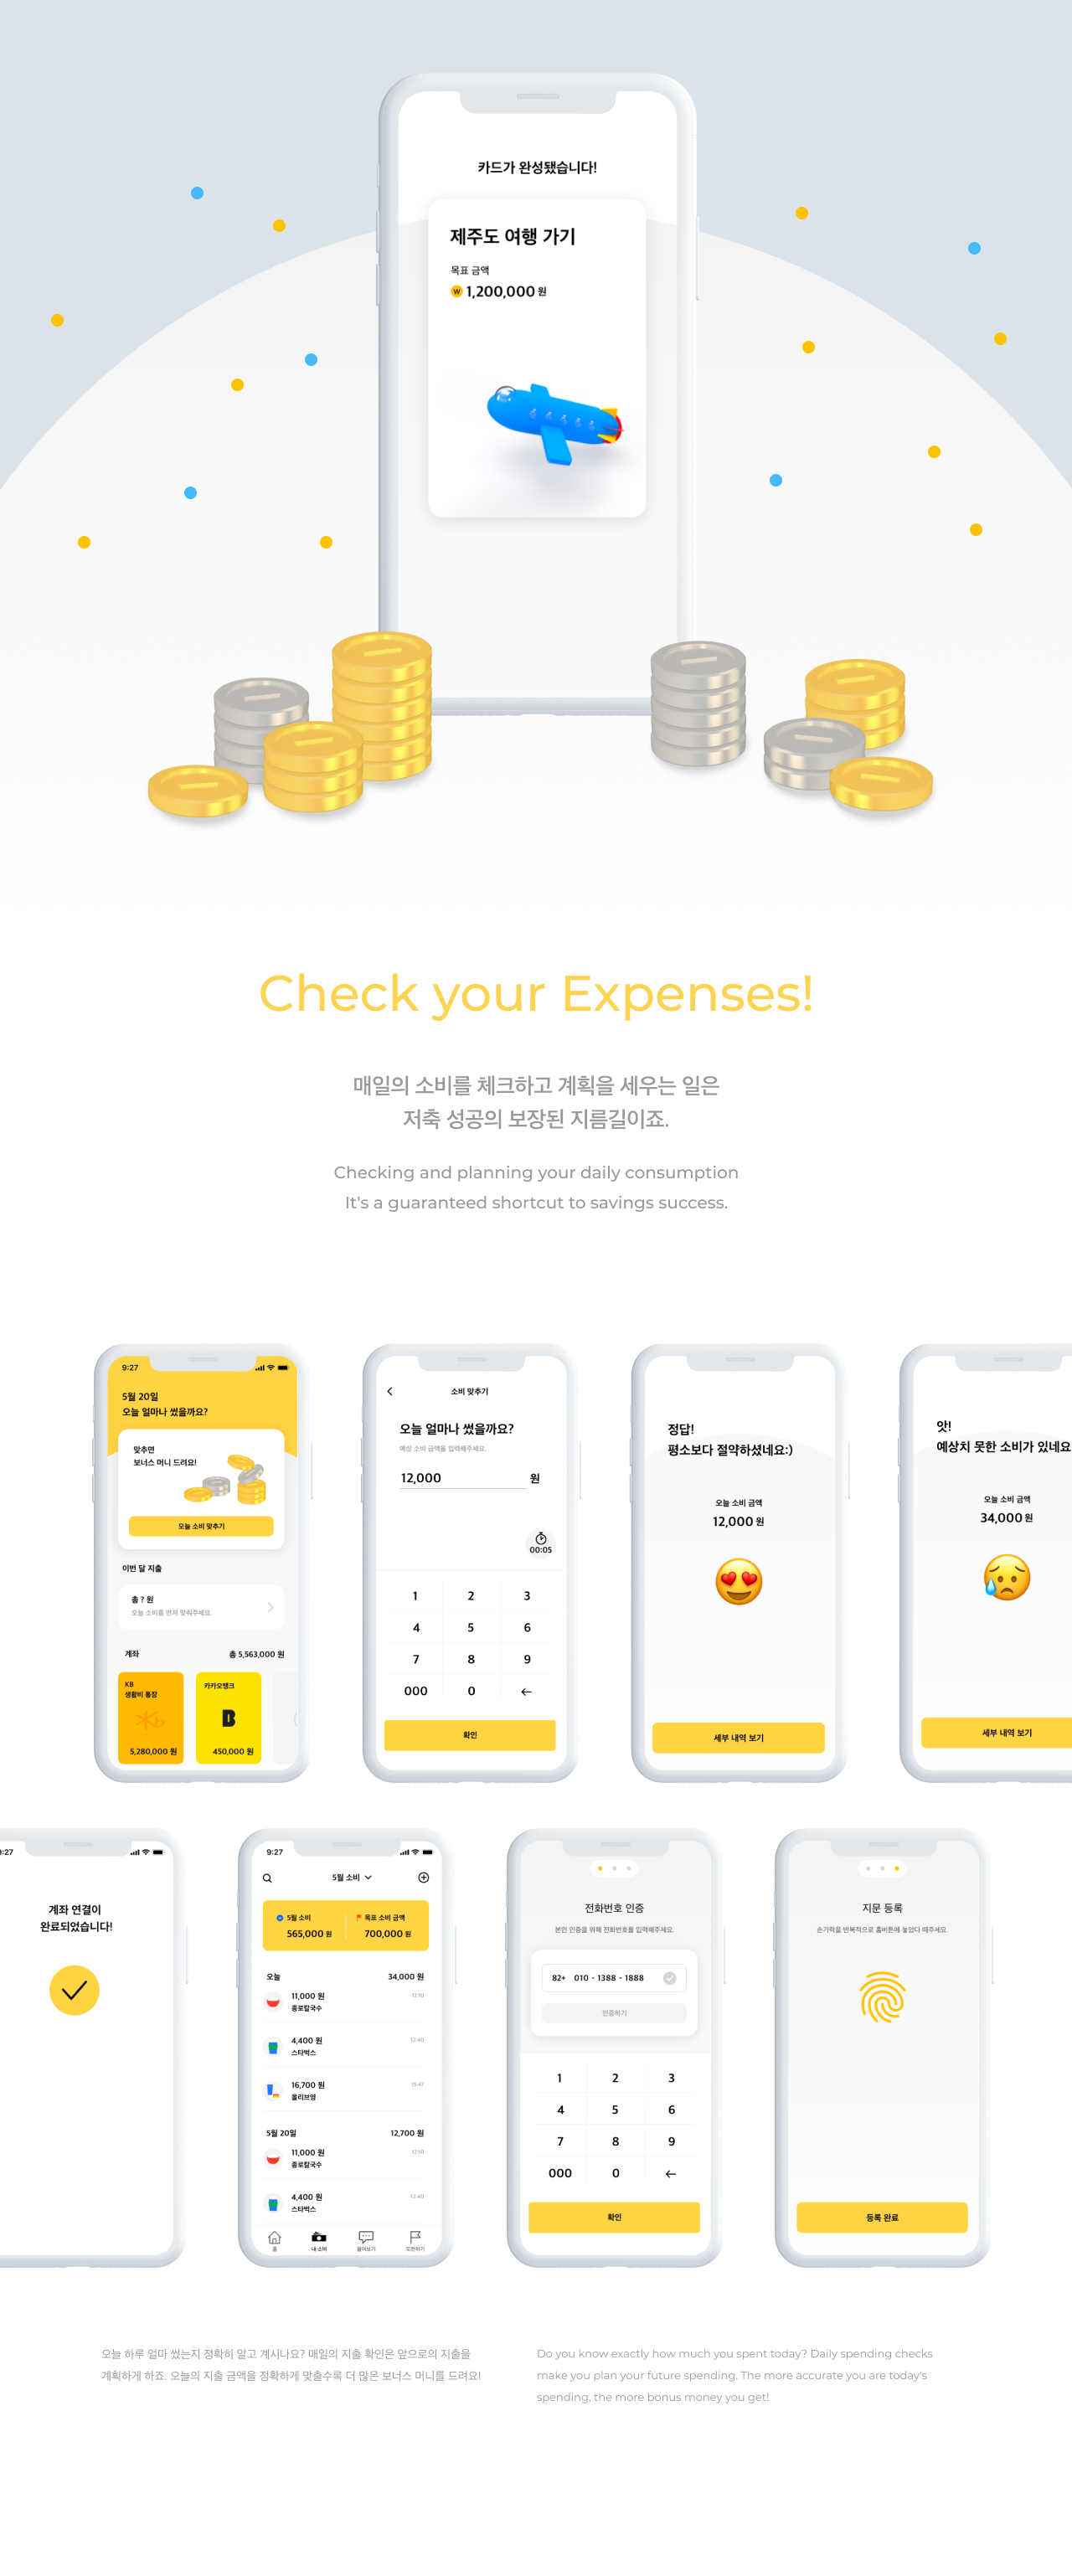 카드가 완성됐습니다!
제주도 여행 가기
목표 금액
W 1,200,000 원
Check your Expenses!
매일의 소비를 체크하고 계획을 세우는 일은
저축 성공의 보장된 지름길이죠.
Checking and planning your daily consumption
It's a guaranteed shortcut to savings success.
9:27
5월 20일
오늘 얼마나 썼을까요?
맞추면
보너스 머니 드려요!
오늘 소비 맞추기
이번 달 지출
총 ? 원
오늘 소비를 먼저 맞춰주세요.
계좌
총 5,563,000 원
KB
생활비 통장
5,280,000 원
카카오뱅크
450,000 원
소비 맞추기
오늘 얼마나 썼을까요?
예상 소비 금액을 입력해주세요.
12,000 원
00:05
1 2 3
4 5 6
7 8 9
000 0
확인
정답!
평소보다 절약하셨네요:)
오늘 소비 금액
12,000 원
세부 내역 보기
앗!
예상치 못한 소비가 있네요
오늘 소비 금액
34,000 원
세부 내역 보기
9:27
계좌 연결이
완료되었습니다!
9:27
5월 소비
5월 소비
565,000 원
목표 소비 금액
700,000 원
오늘 34,000 원
11,000 원 12:10
종로칼국수
4,400 원 12:40
스타벅스
16,700 원
올리브영
5월 20일 12,700 원
11,000 원 12:10
종로칼국수
4,400 원 12:40
스타벅스
홈 내 소비 물어보기 도전하기
전화번호 인증
본인 인증을 위해 전화번호를 입력해주세요.
82+ 010 - 1388 - 1888
인증하기
1 2 3
4 5 6
7 8 9
000 0
확인
지문 등록
손가락을 반복적으로 홈버튼에 놓았다 떼주세요.
등록 완료
오늘 하루 얼마 썼는지 정확히 알고 계시나요? 매일의 지출 확인은 앞으로의 지출을
계획하게 하죠. 오늘의 지출 금액을 정확하게 맞출수록 더 많은 보너스 머니를 드려요!
Do you know exactly how much you spent today? Daily spending checks
make you plan your future spending. The more accurate you are today's
spending, the more bonus money you get!